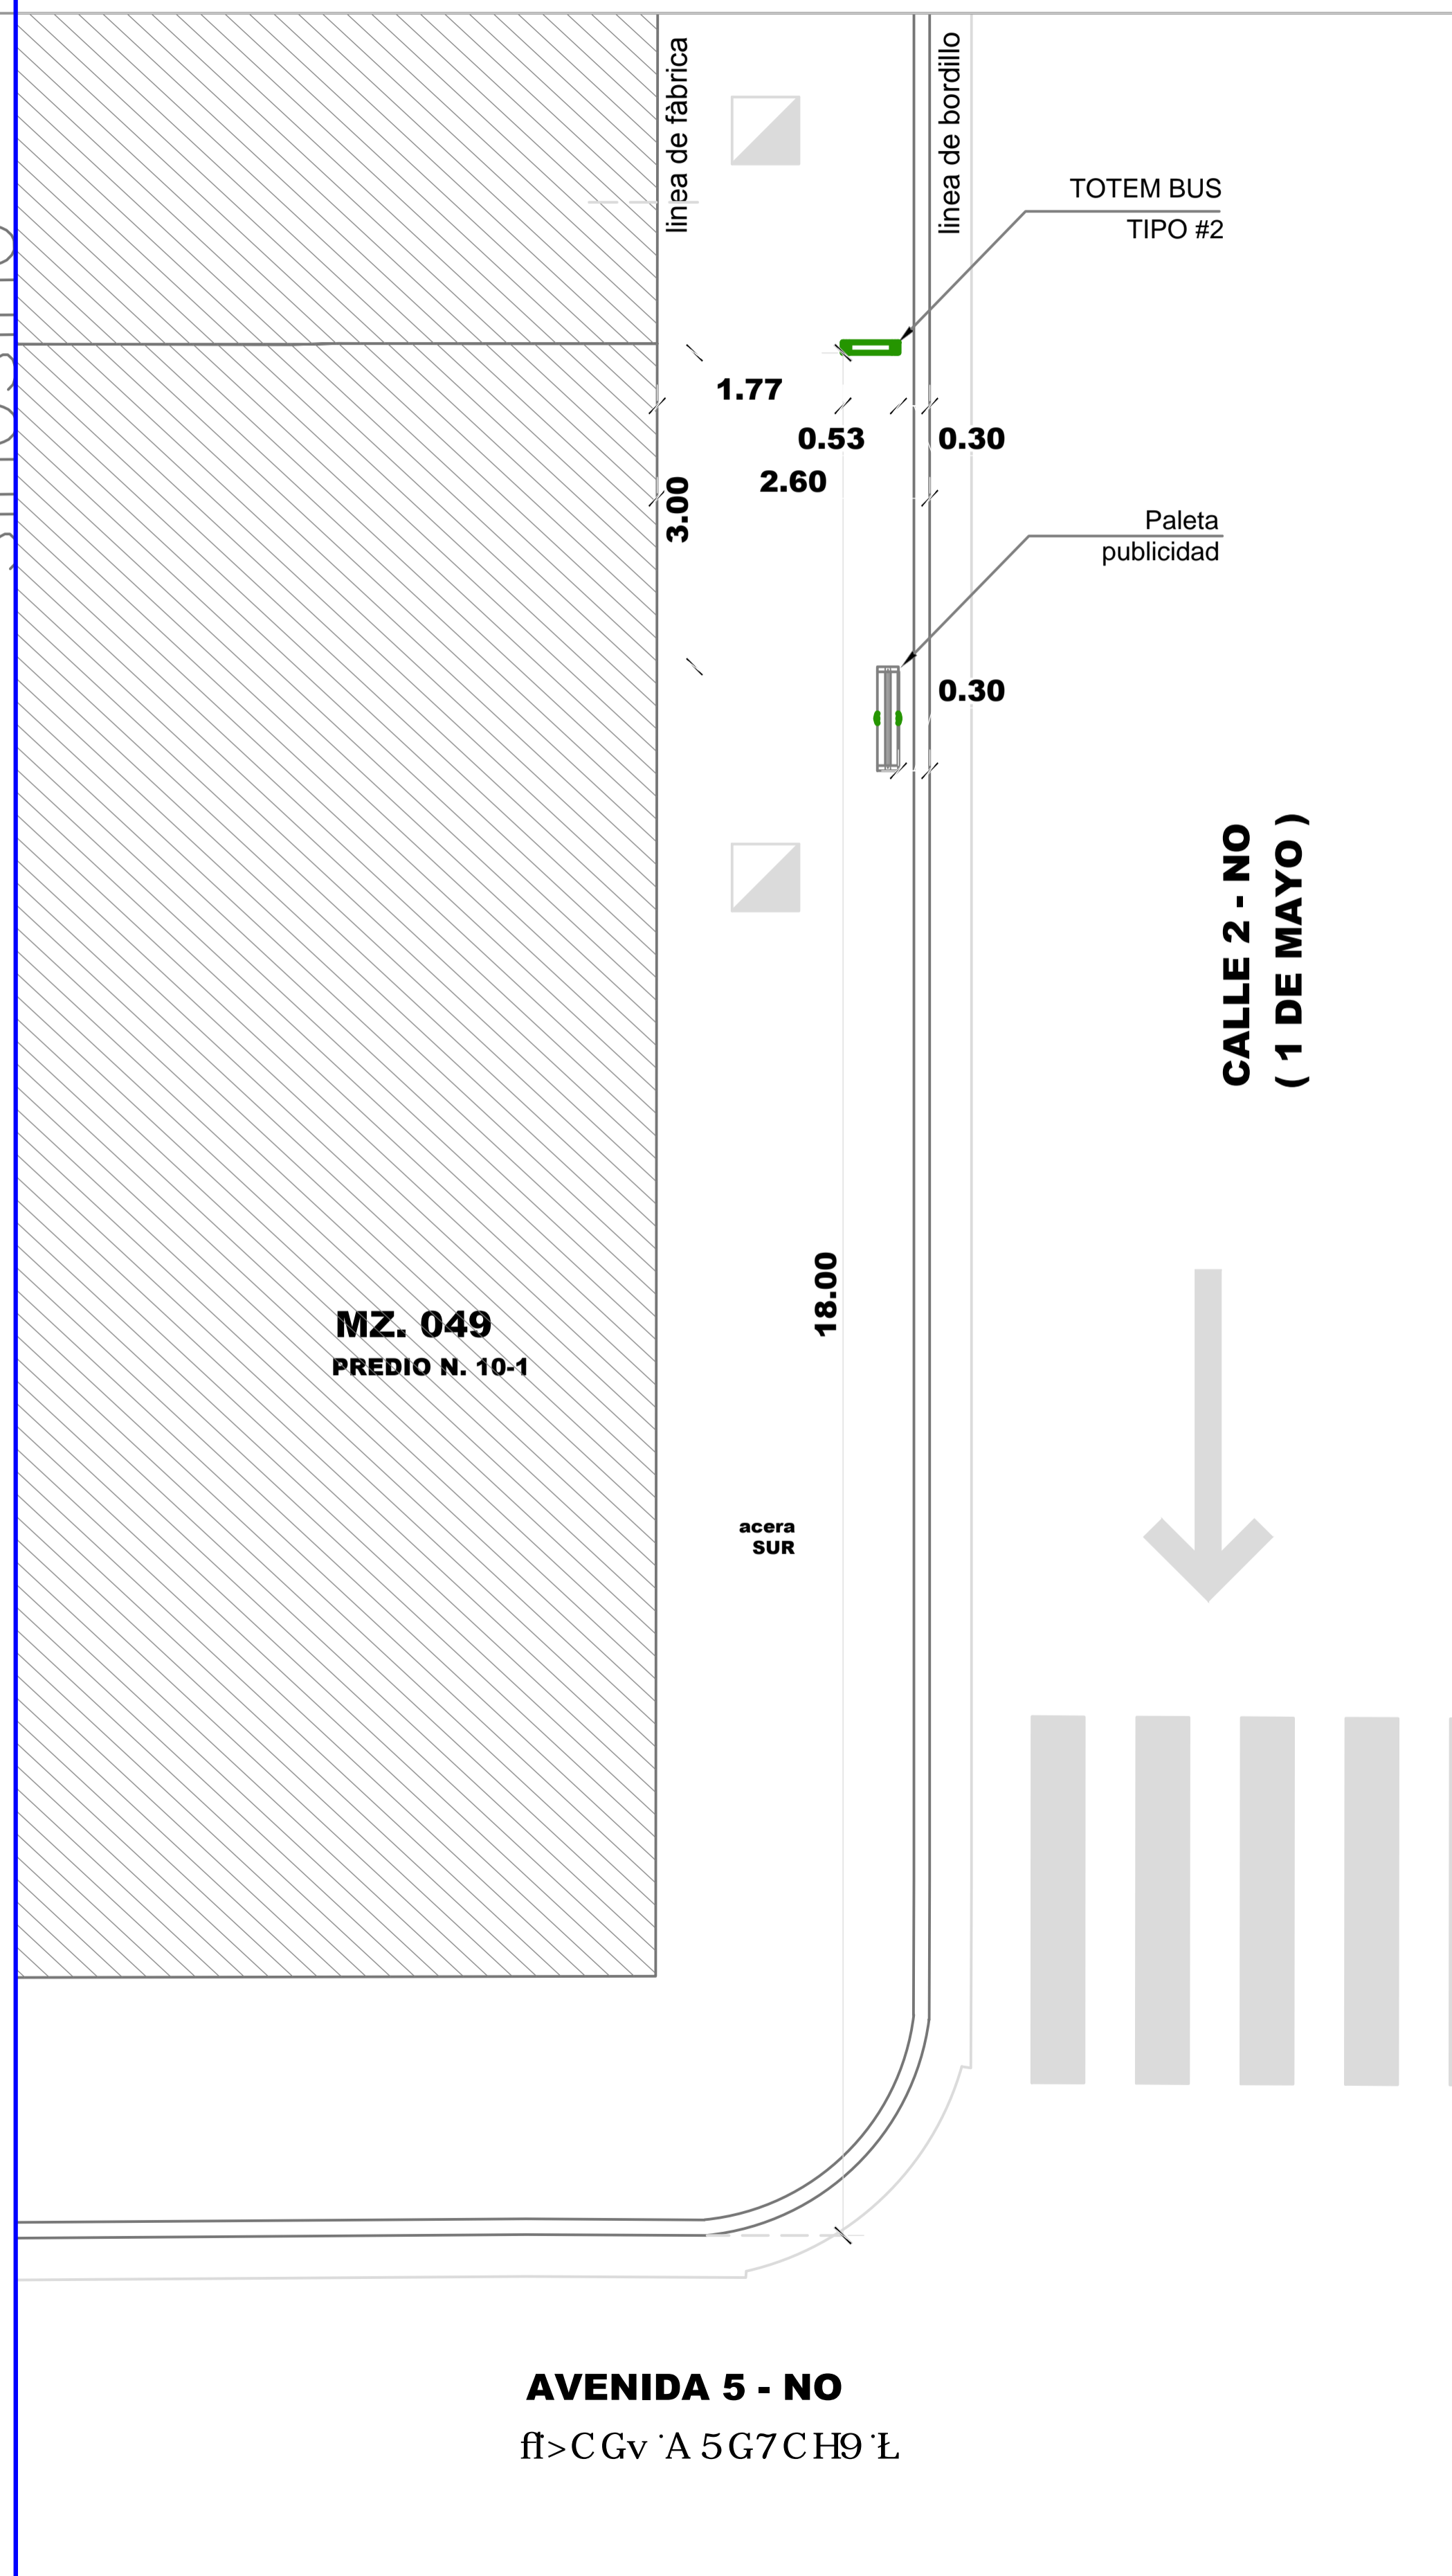 linea de fàbrica
linea de bordillo
TOTEM BUS
TIPO #2
1.77
0.53
0.30
2.60
3.00
Paleta
publicidad
0.30
CALLE 2 - NO
( 1 DE MAYO )
18.00
MZ. 049
PREDIO N. 10-1
acera
SUR
AVENIDA 5 - NO